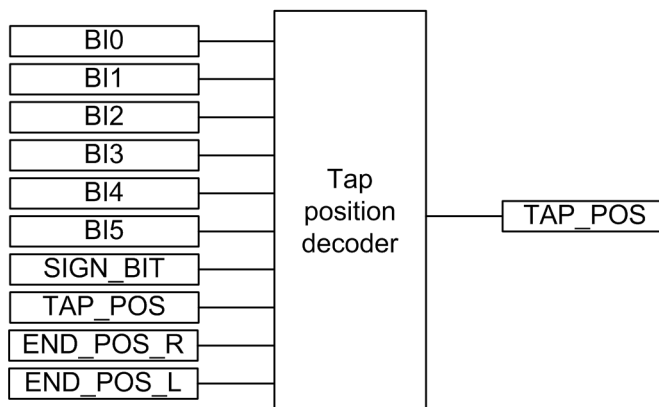 BI0
BI1
BI2
BI3
BI4
BI5
SIGN_BIT
TAP_POS
END_POS_R
END_POS_L
Tap
position
decoder
TAP_POS